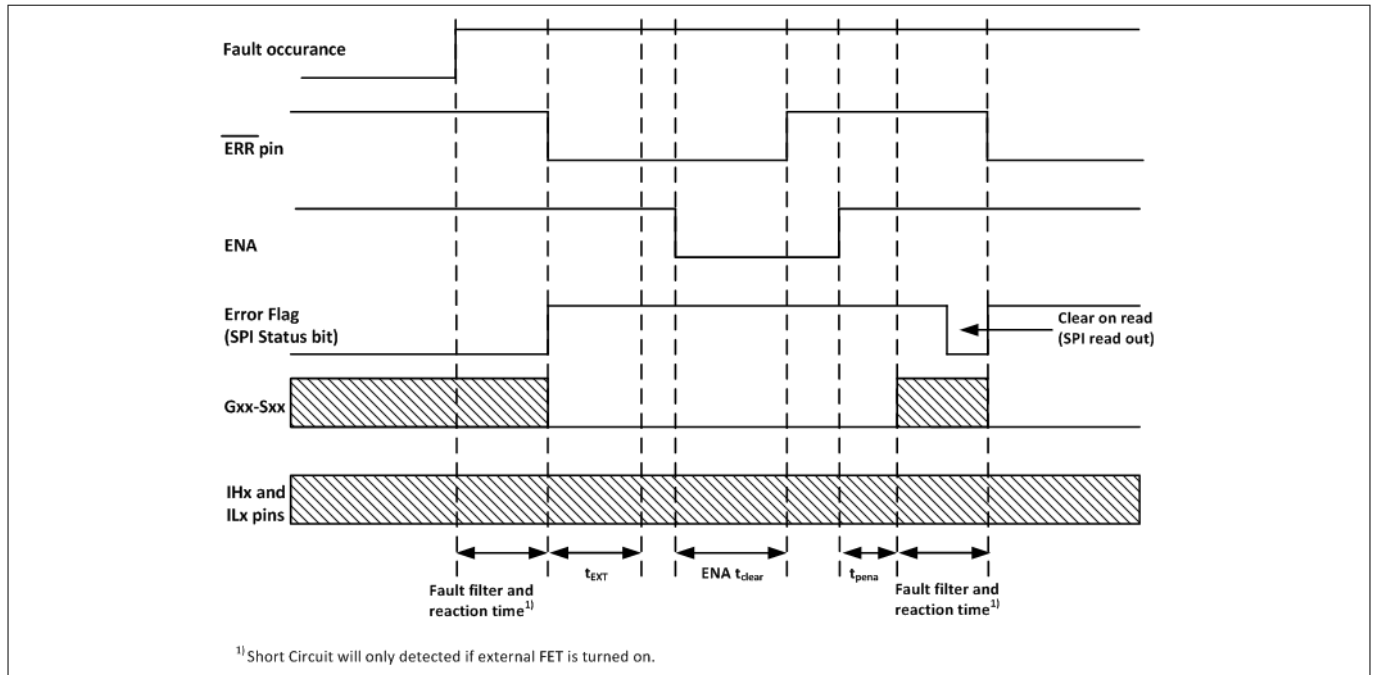 Fault occurance
ERR pin
ENA
Error Flag
(SPI Status bit)
Clear on read
(SPI read out)
Gxx-Sxx
IHx and
ILx pins
tEXT
ENA tclear
tpena
Fault filter and
reaction time1)
Fault filter and
reaction time1)
1) Short Circuit will only detected if external FET is turned on.